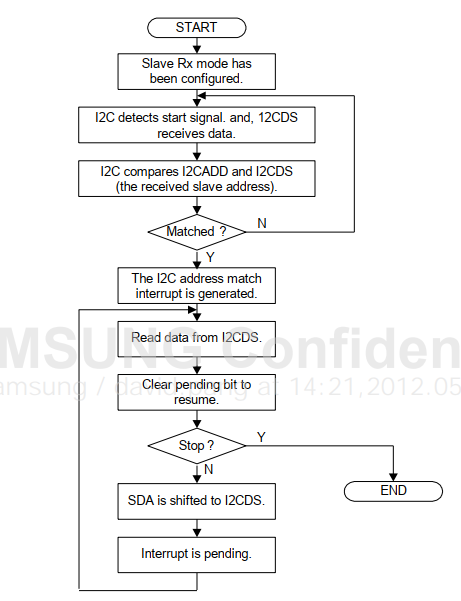 START
Slave Rx mode has
been configured.
I2C detects start signal. and, 12CDS
receives data.
I2C compares I2CADD and I2CDS
(the received slave address).
Matched ?
N
Y
The I2C address match
interrupt is generated.
MSUNG Confiden
Read data from I2CDS.
amsung / dav
g at 14:21,2012.05
Clear pending bit to
resume.
Stop ?
Y
N
END
SDA is shifted to I2CDS.
Interrupt is pending.